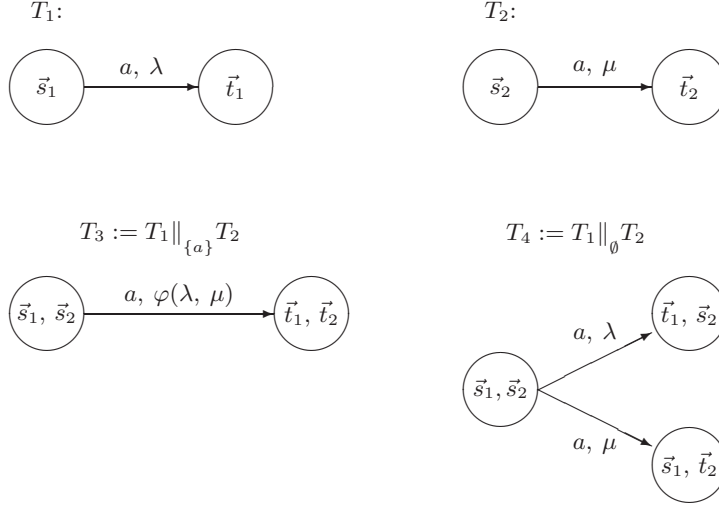 T₁:
T₂:
a, λ
a, μ
s⃗₁
t⃗₁
s⃗₂
t⃗₂
T₃ := T₁‖_{a} T₂
T₄ := T₁‖_∅ T₂
a, φ(λ, μ)
s⃗₁, s⃗₂
t⃗₁, t⃗₂
t⃗₁, s⃗₂
a, λ
s⃗₁, s⃗₂
a, μ
s⃗₁, t⃗₂